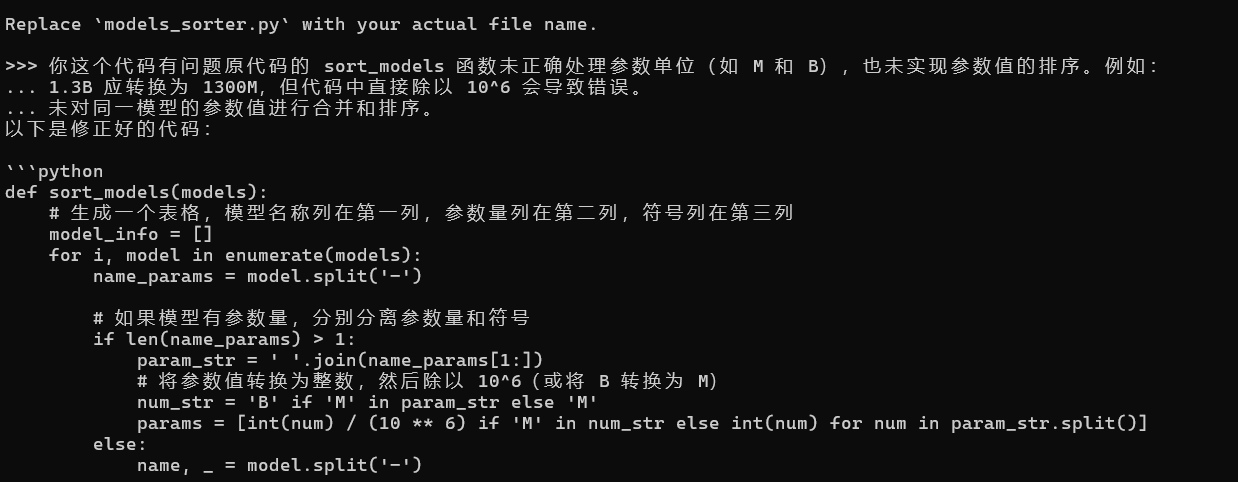 Replace `models_sorter.py` with your actual file name.
>>> 你这个代码有问题原代码的 sort_models 函数未正确处理参数单位（如 M 和 B），也未实现参数值的排序。例如：
... 1.3B 应转换为 1300M，但代码中直接除以 10^6 会导致错误。
... 未对同一模型的参数值进行合并和排序。
以下是修正好的代码：
```python
def sort_models(models):
    # 生成一个表格，模型名称列在第一列，参数量列在第二列，符号列在第三列
    model_info = []
    for i, model in enumerate(models):
        name_params = model.split('-')
        # 如果模型有参数量，分别分离参数量和符号
        if len(name_params) > 1:
            param_str = ' '.join(name_params[1:])
            # 将参数值转换为整数，然后除以 10^6（或将 B 转换为 M）
            num_str = 'B' if 'M' in param_str else 'M'
            params = [int(num) / (10 ** 6) if 'M' in num_str else int(num) for num in param_str.split()]
        else:
            name, _ = model.split('-')